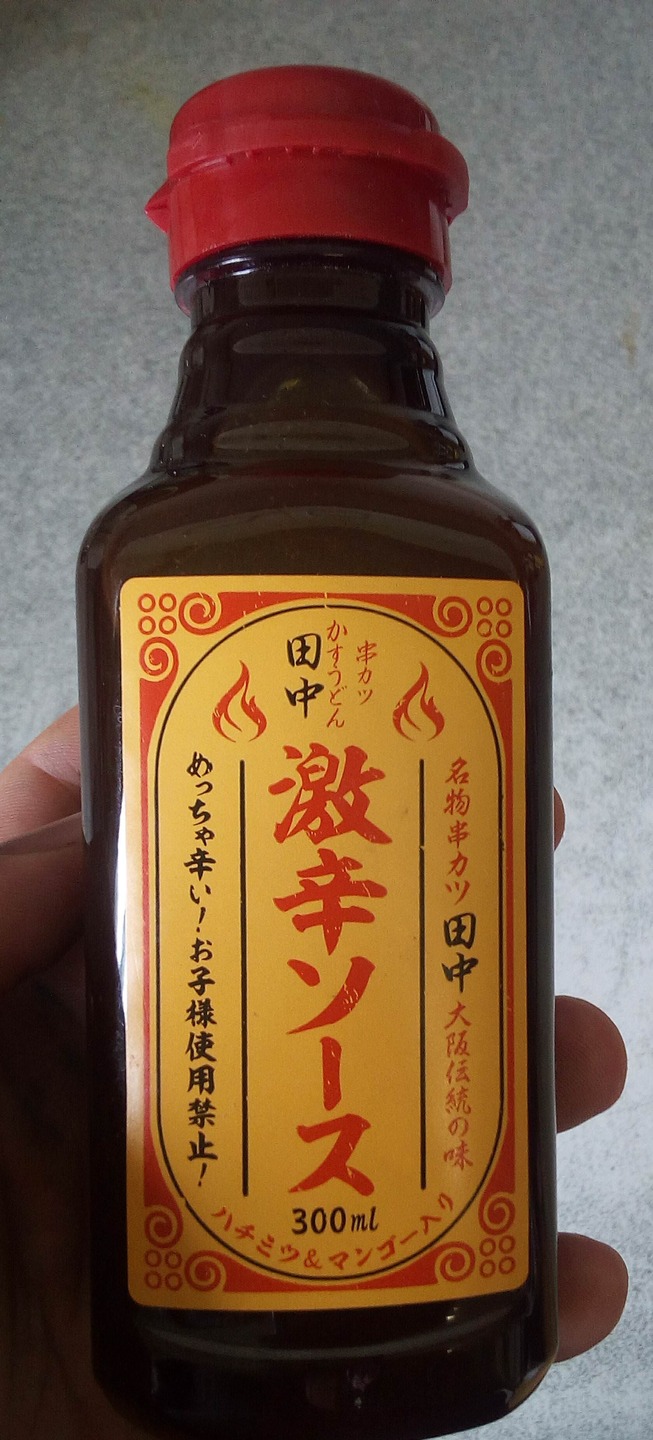 串カツ
かすうどん
田中
名物串カツ田中大阪伝統の味
激辛ソース
めっちゃ辛い！お子様使用禁止！
300ml
ハチミツ&マンゴー入り